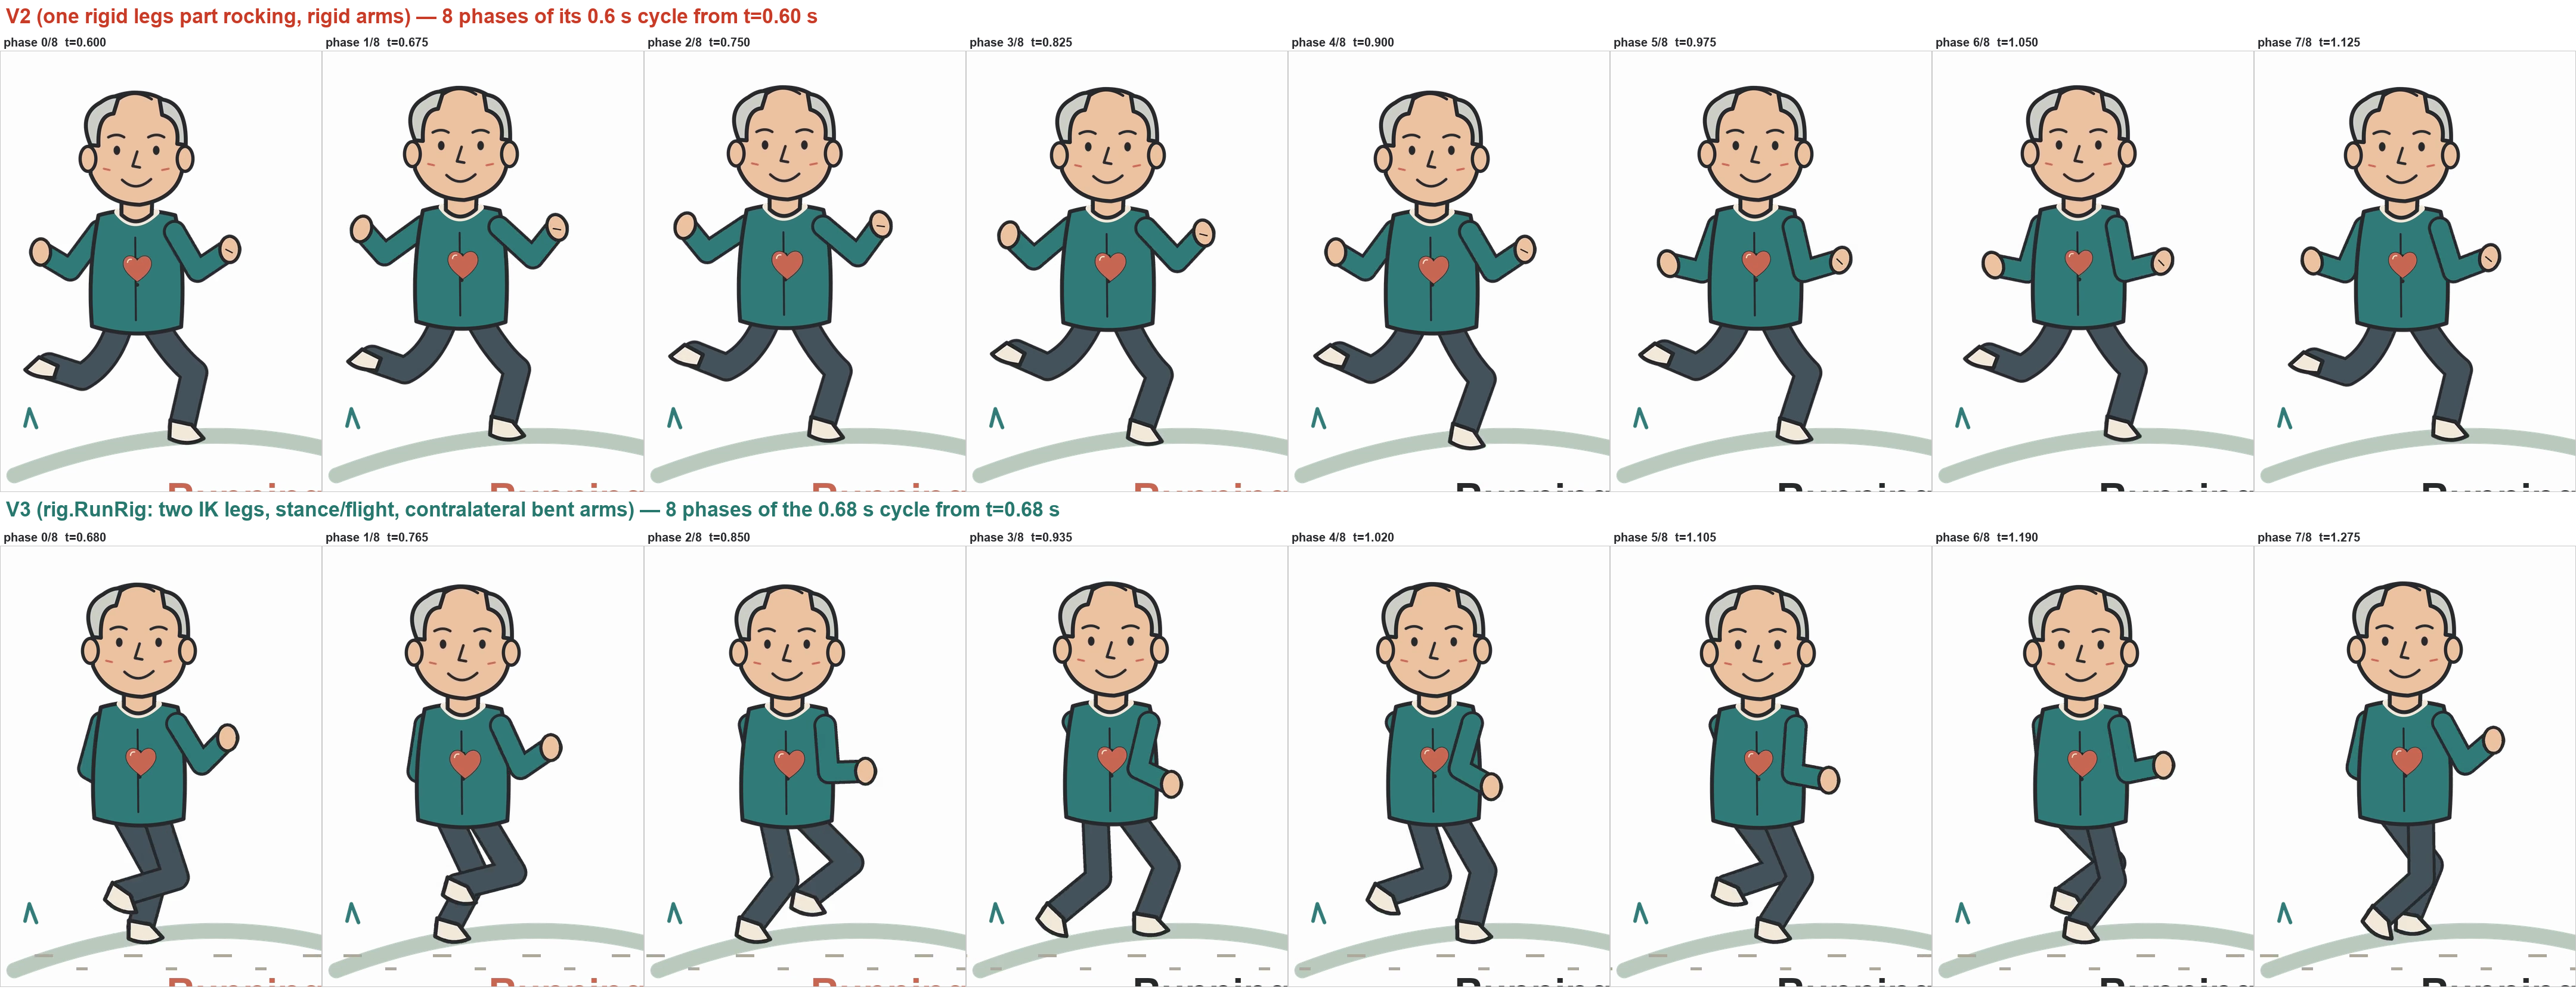 V2 (one rigid legs part rocking, rigid arms) — 8 phases of its 0.6 s cycle from t=0.60 s
phase 0/8 t=0.600
phase 1/8 t=0.675
phase 2/8 t=0.750
phase 3/8 t=0.825
phase 4/8 t=0.900
phase 5/8 t=0.975
phase 6/8 t=1.050
phase 7/8 t=1.125
V3 (rig.RunRig: two IK legs, stance/flight, contralateral bent arms) — 8 phases of the 0.68 s cycle from t=0.68 s
phase 0/8 t=0.680
phase 1/8 t=0.765
phase 2/8 t=0.850
phase 3/8 t=0.935
phase 4/8 t=1.020
phase 5/8 t=1.105
phase 6/8 t=1.190
phase 7/8 t=1.275